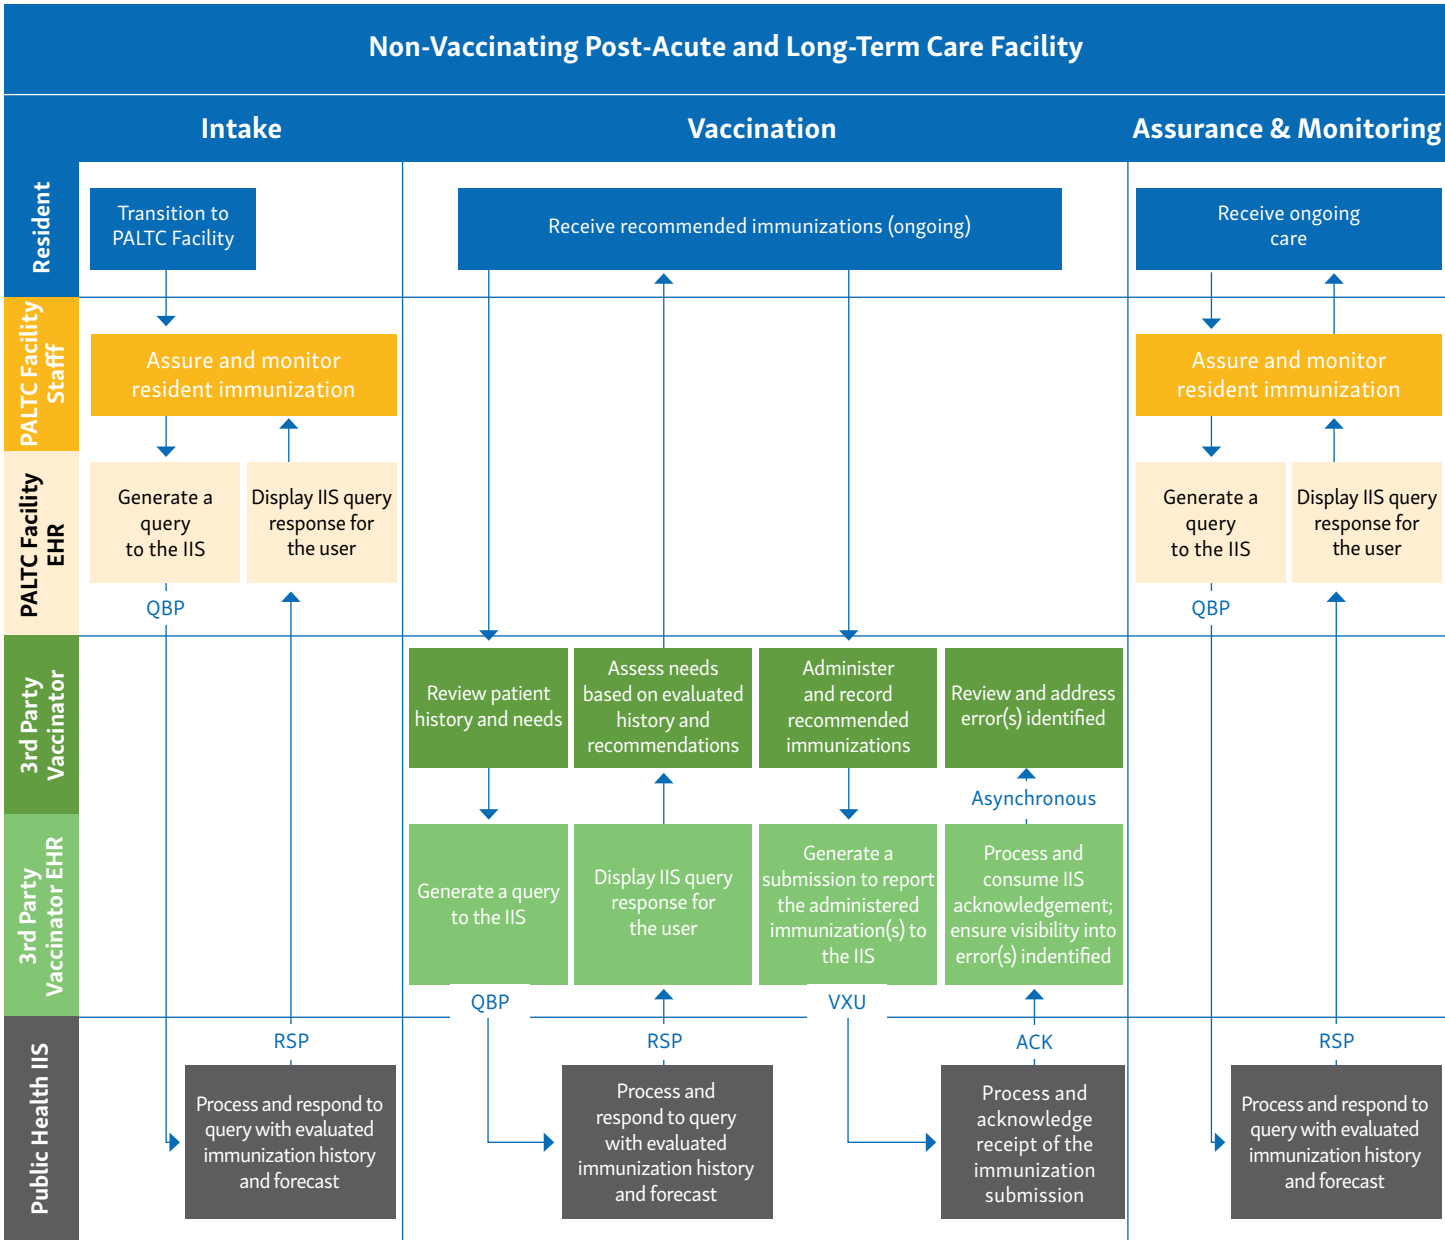 Non-Vaccinating Post-Acute and Long-Term Care Facility
Intake
Vaccination
Assurance & Monitoring
Resident
Transition to
PALTC Facility
Receive recommended immunizations (ongoing)
Receive ongoing
care
PALTC Facility
Stafff
Assure and monitor
resident immunization
Assure and monitor
resident immunization
PALTC Facility
EHR
Generate a
query
to the IIS
Display IIS query
response for
the user
Generate a
query
to the IIS
Display IIS query
response for
the user
QBP
QBP
3rd Party
Vaccinator
Review patient
history and needs
Assess needs
based on evaluated
history and
recommendations
Administer
and record
recommended
immunizations
Review and address
error(s) identified
Asynchronous
3rd Party
Vaccinator EHR
Generate a query
to the IIS
Display IIS query
response for
the user
Generate a
submission to report
the administered
immunization(s) to
the IIS
Process and
consume IIS
acknowledgement;
ensure visibility into
error(s) indentified
QBP
VXU
Public Health IIS
RSP
RSP
ACK
RSP
Process and respond to
query with evaluated
immunization history
and forecast
Process and
respond to query
with evaluated
immunization history
and forecast
Process and
acknowledge
receipt of the
immunization
submission
Process and respond to
query with evaluated
immunization history
and forecast